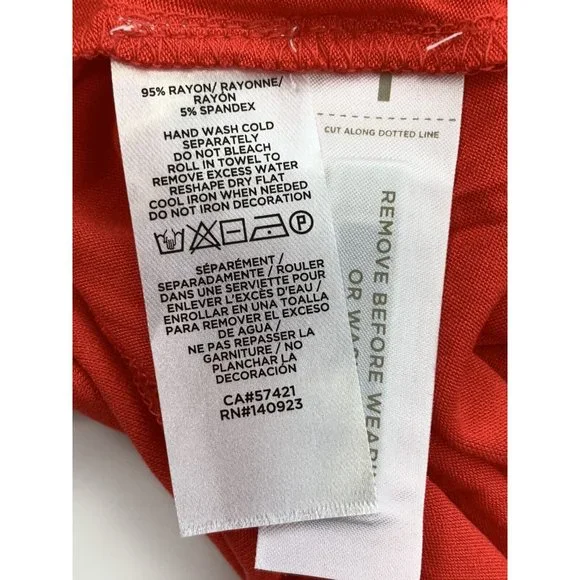 95% RAYON/ RAYONNE/
RAYÓN
5% SPANDEX
HAND WASH COLD
SEPARATELY
DO NOT BLEACH
ROLL IN TOWEL TO
REMOVE EXCESS WATER
RESHAPE DRY FLAT
COOL IRON WHEN NEEDED
DO NOT IRON DECORATION
P
SÉPARÉMENT /
SEPARADAMENTE / ROULER
DANS UNE SERVIETTE POUR
ENLEVER L'EXCÈS D'EAU /
ENROLLAR EN UNA TOALLA
PARA REMOVER EL EXCESO
DE AGUA /
NE PAS REPASSER LA
GARNITURE / NO
PLANCHAR LA
DECORACIÓN
CA#57421
RN#140923
CUT ALONG DOTTED LINE
REMOVE BEFORE WEARI
OR WA